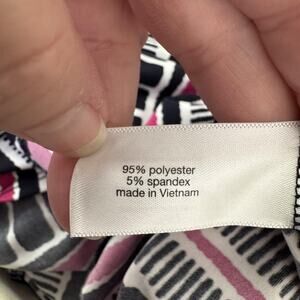 95% polyester
5% spandex
made in Vietnam